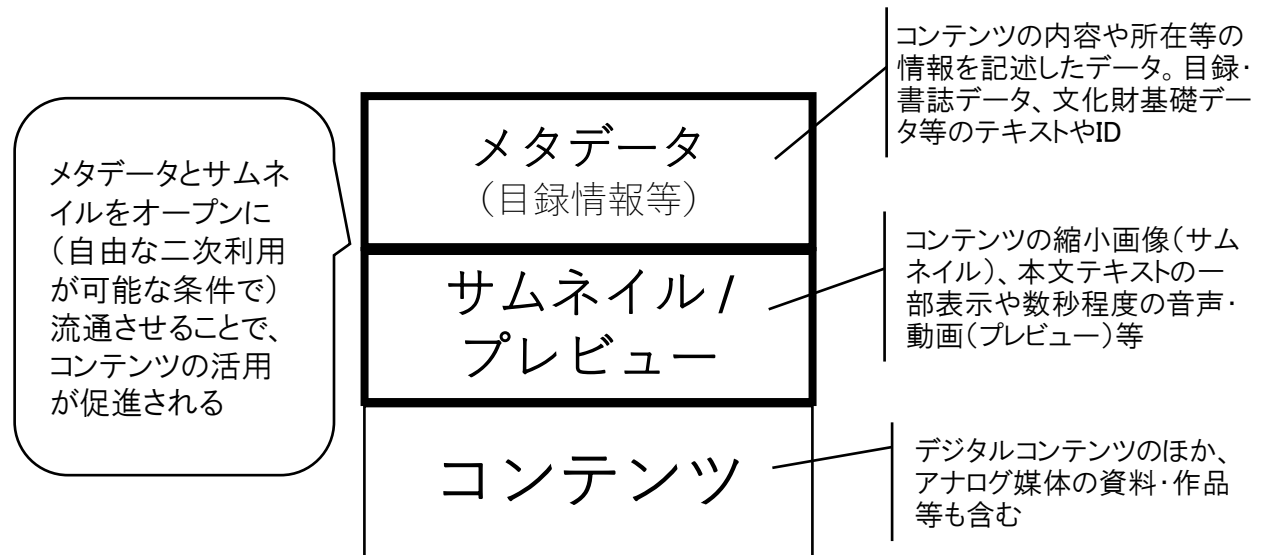 メタデータとサムネ
イルをオープンに
（自由な二次利用
が可能な条件で）
流通させることで、
コンテンツの活用
が促進される
メタデータ
（目録情報等）
サムネイル /
プレビュー
コンテンツ
コンテンツの内容や所在等の
情報を記述したデータ。目録・
書誌データ、文化財基礎デー
タ等のテキストやID
コンテンツの縮小画像（サム
ネイル）、本文テキストの一
部表示や数秒程度の音声・
動画（プレビュー）等
デジタルコンテンツのほか、
アナログ媒体の資料・作品
等も含む